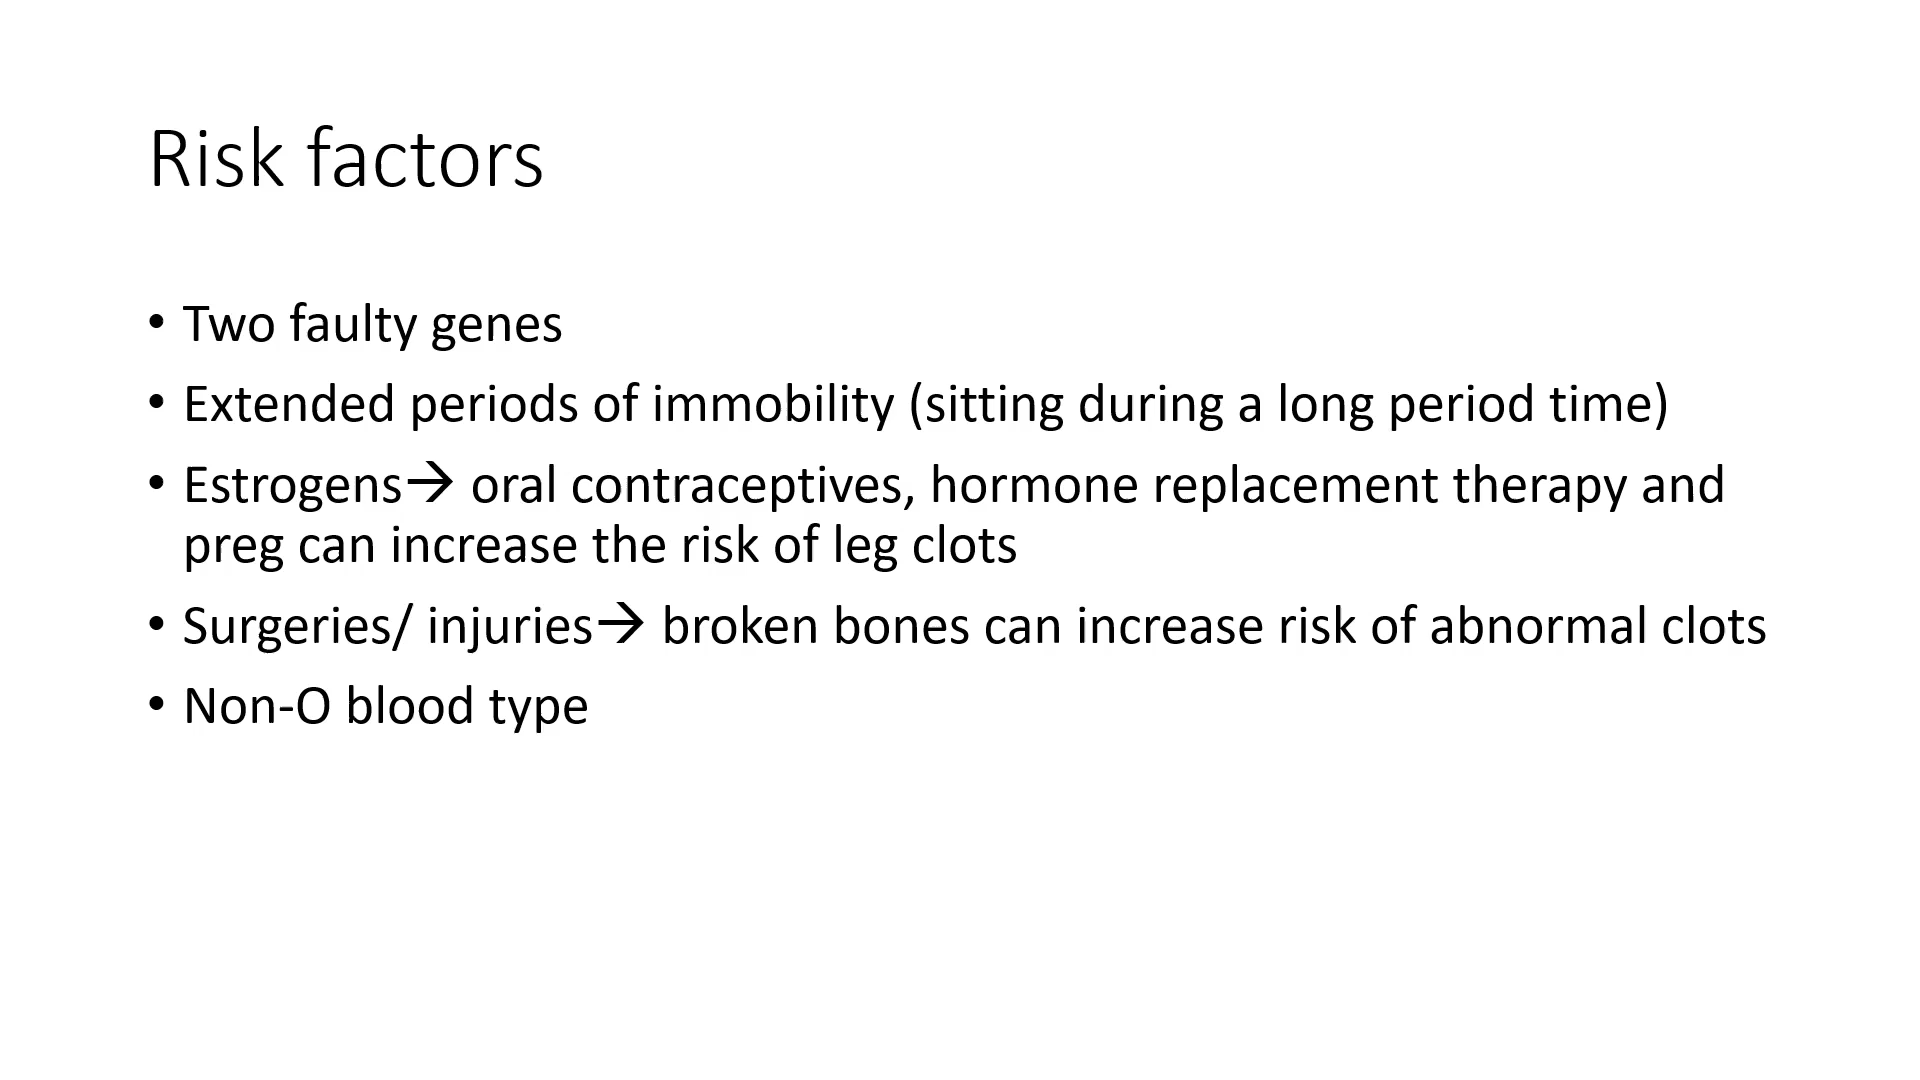 Risk factors
• Two faulty genes
• Extended periods of immobility (sitting during a long period time)
• Estrogens→ oral contraceptives, hormone replacement therapy and
preg can increase the risk of leg clots
• Surgeries/ injuries→ broken bones can increase risk of abnormal clots
• Non-O blood type